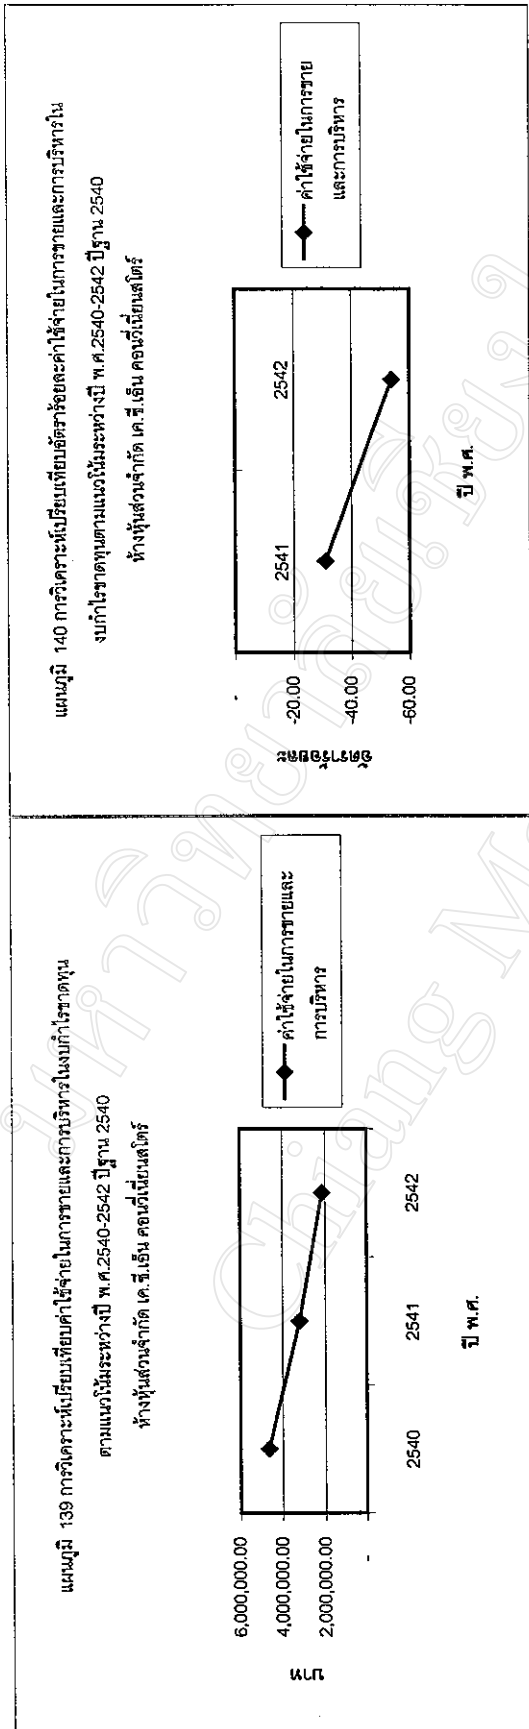 แผนภูมิ 139 การวิเคราะห์เปรียบเทียบค่าใช้จ่ายในการขายและการบริหารในงบกำไรขาดทุน
ตามแนวโน้มระหว่างปี พ.ศ.2540-2542 ปีฐาน 2540
ห้างหุ้นส่วนจำกัด เค.ซี.เอ็น คอนวีเนี่ยนสโตร์
บาท
6,000,000.00
4,000,000.00
2,000,000.00
-
2540
2541
2542
ปี พ.ศ.
ค่าใช้จ่ายในการขายและ
การบริหาร
แผนภูมิ 140 การวิเคราะห์เปรียบเทียบอัตราร้อยละค่าใช้จ่ายในการขายและการบริหารใน
งบกำไรขาดทุนตามแนวโน้มระหว่างปี พ.ศ.2540-2542 ปีฐาน 2540
ห้างหุ้นส่วนจำกัด เค.ซี.เอ็น คอนวีเนี่ยนสโตร์
อัตราร้อยละ
-
-20.00
-40.00
-60.00
2541
2542
ปี พ.ศ.
ค่าใช้จ่ายในการขาย
และการบริหาร
มหาวิทยาลัยเชียง
Chiang